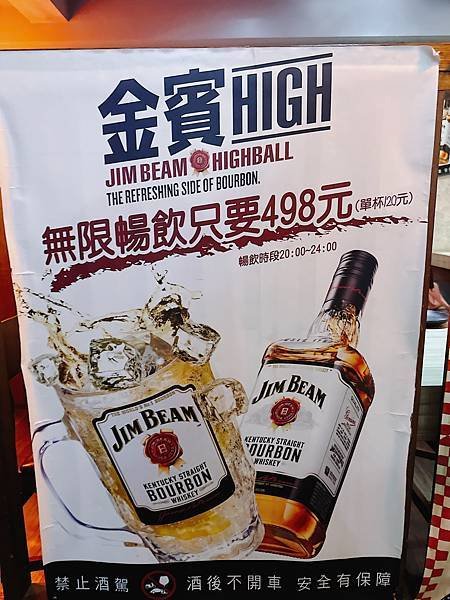 金賓HIGH
JIM BEAM HIGHBALL
THE REFRESHING SIDE OF BOURBON.
無限暢飲只要498元(單杯120元)
暢飲時段20:00~24:00
JIM BEAM
KENTUCKY STRAIGHT
BOURBON
WHISKEY
JIM BEAM
KENTUCKY STRAIGHT
BOURBON
WHISKEY
禁止酒駕 酒後不開車 安全有保障